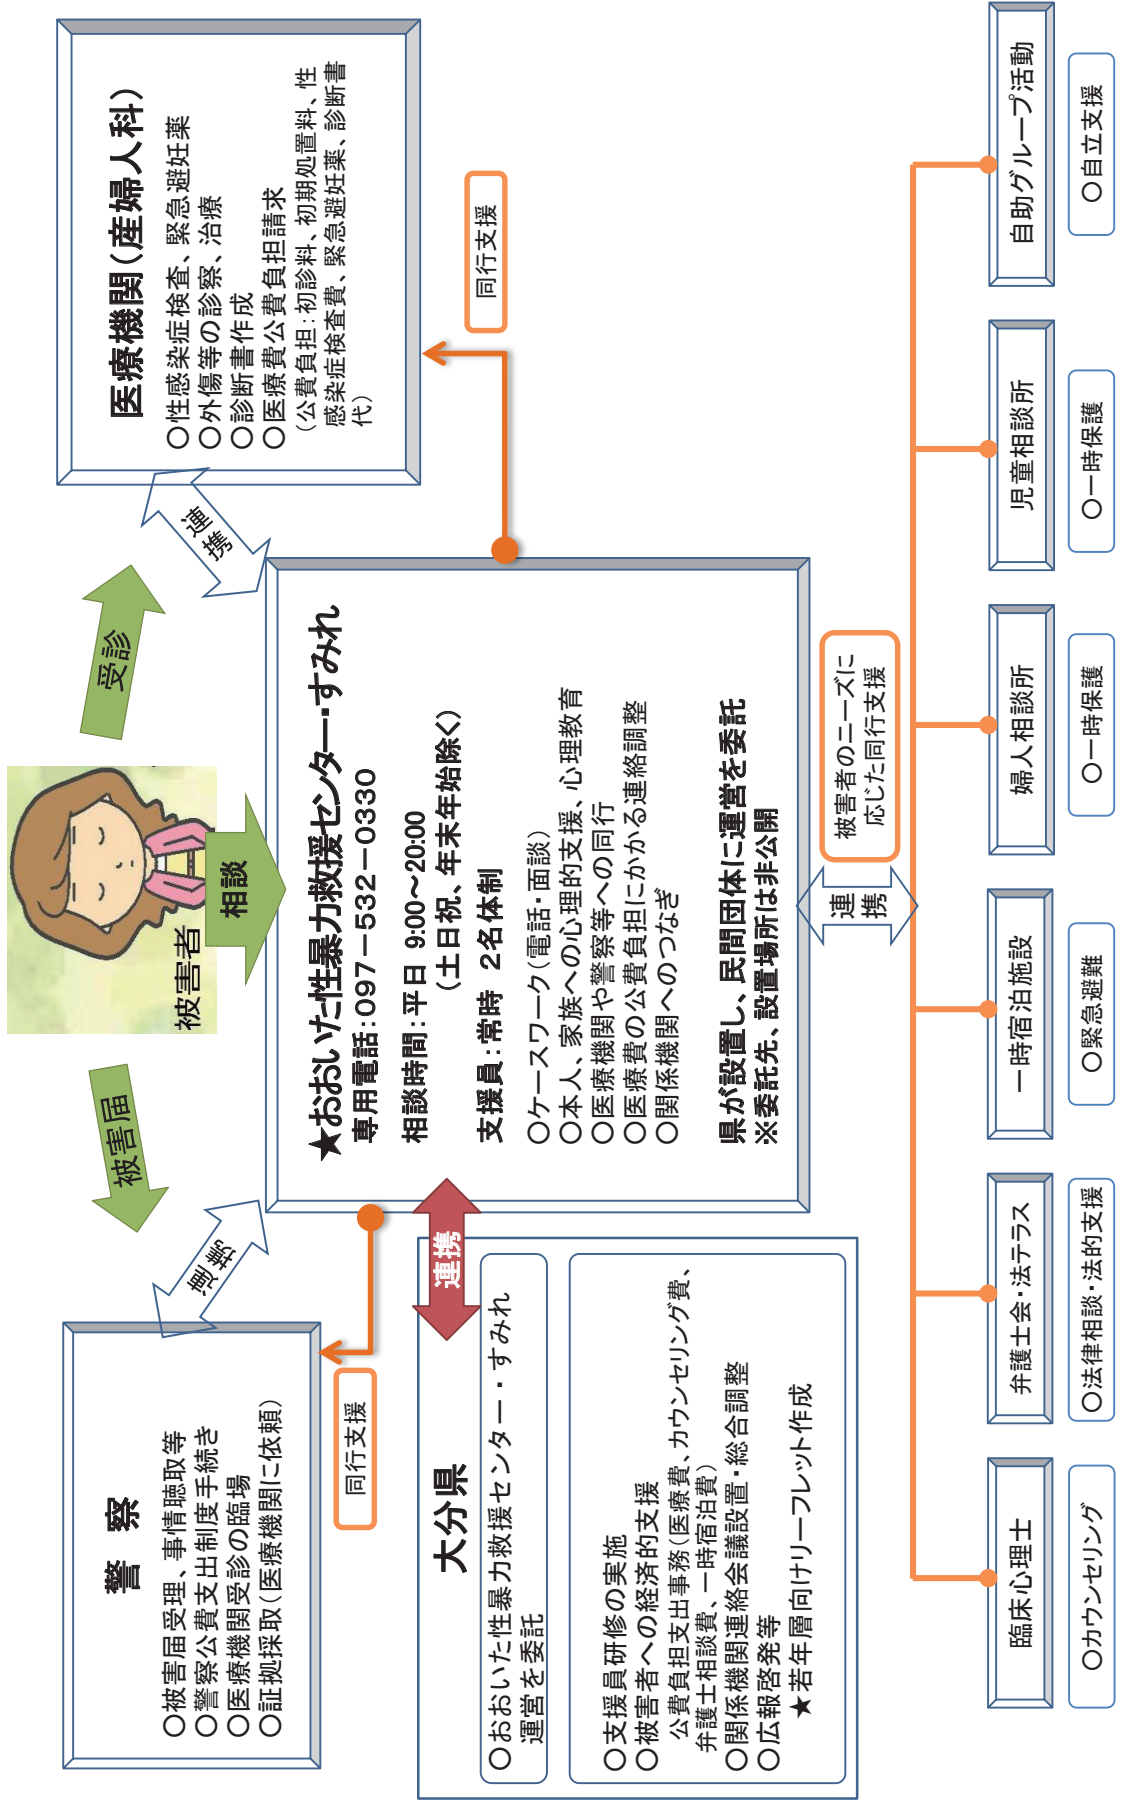 被害者
被害届
相談
受診
警 察
○被害届受理、事情聴取等
○警察公費支出制度手続き
○医療機関受診の臨場
○証拠採取（医療機関に依頼）
連携
同行支援
医療機関（産婦人科）
○性感染症検査、緊急避妊薬
○外傷等の診察、治療
○診断書作成
○医療費公費負担請求
（公費負担：初診料、初期処置料、性
感染症検査費、緊急避妊薬、診断書
代）
連携
同行支援
★おおいた性暴力救援センター・すみれ
専用電話：０９７－５３２－０３３０
相談時間：平日 9:00～20:00
（土日祝、年末年始除く）
支援員：常時 2名体制
○ケースワーク（電話・面談）
○本人、家族への心理的支援、心理教育
○医療機関や警察等への同行
○医療費の公費負担にかかる連絡調整
○関係機関へのつなぎ
県が設置し、民間団体に運営を委託
※委託先、設置場所は非公開
連携
大分県
○おおいた性暴力救援センター・すみれ
運営を委託
○支援員研修の実施
○被害者への経済的支援
公費負担支出事務（医療費、カウンセリング費、
弁護士相談費、一時宿泊費）
○関係機関連絡会議設置・総合調整
○広報啓発等
★若年層向けリーフレット作成
連
携
被害者のニーズに
応じた同行支援
臨床心理士
○カウンセリング
弁護士会・法テラス
○法律相談・法的支援
一時宿泊施設
○緊急避難
婦人相談所
○一時保護
児童相談所
○一時保護
自助グループ活動
○自立支援